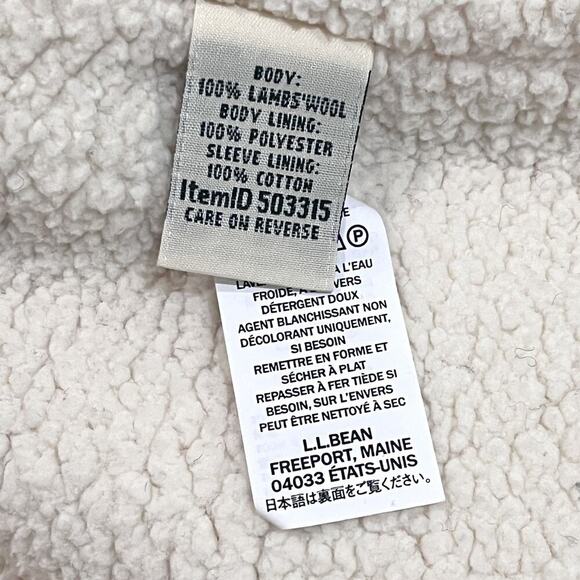 BODY:
100% LAMBS'WOOL
BODY LINING:
100% POLYESTER
SLEEVE LINING:
100% COTTON
ItemID 503315
CARE ON REVERSE
P
À L'EAU
FROIDE,
DÉTERGENT DOUX
AGENT BLANCHISSANT NON
DÉCOLORANT UNIQUEMENT,
SI BESOIN
REMETTRE EN FORME ET
SÉCHER À PLAT
REPASSER À FER TIÈDE SI
BESOIN, SUR L'ENVERS
PEUT ÊTRE NETTOYÉ À SEC
L.L.BEAN
FREEPORT, MAINE
04033 ÉTATS-UNIS
日本語は裏面をご覧ください。